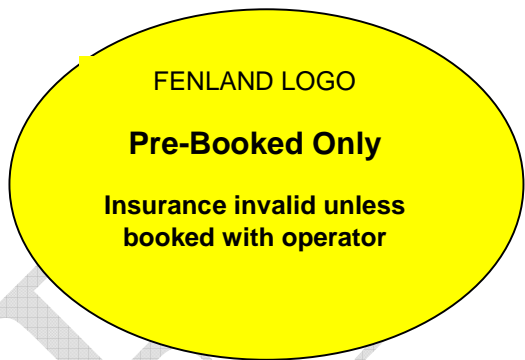 FENLAND LOGO
Pre-Booked Only
Insurance invalid unless
booked with operator